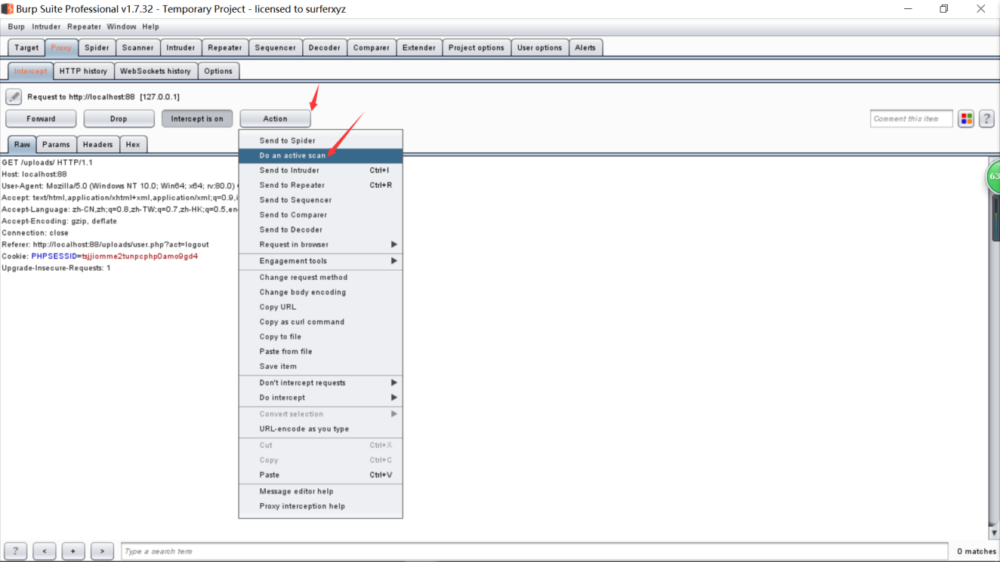 Burp Suite Professional v1.7.32 - Temporary Project - licensed to surferxyz
Burp Intruder Repeater Window Help
Target Proxy Spider Scanner Intruder Repeater Sequencer Decoder Comparer Extender Project options User options Alerts
Intercept HTTP history WebSockets history Options
Request to http://localhost:88 [127.0.0.1]
Forward Drop Intercept is on Action Comment this item ?
Raw Params Headers Hex
GET /uploads/ HTTP/1.1
Host: localhost:88
User-Agent: Mozilla/5.0 (Windows NT 10.0; Win64; x64; rv:80.0)
Accept: text/html,application/xhtml+xml,application/xml;q=0.9,i
Accept-Language: zh-CN,zh;q=0.8,zh-TW;q=0.7,zh-HK;q=0.5,en-
Accept-Encoding: gzip, deflate
Connection: close
Referer: http://localhost:88/uploads/user.php?act=logout
Cookie: PHPSESSID=tsjjiomme2tunpcphp0amo9gd4
Upgrade-Insecure-Requests: 1
Send to Spider
Do an active scan
Send to Intruder Ctrl+I
Send to Repeater Ctrl+R
Send to Sequencer
Send to Comparer
Send to Decoder
Request in browser
Engagement tools
Change request method
Change body encoding
Copy URL
Copy as curl command
Copy to file
Paste from file
Save item
Don't intercept requests
Do intercept
Convert selection
URL-encode as you type
Cut Ctrl+X
Copy Ctrl+C
Paste Ctrl+V
Message editor help
Proxy interception help
63
? < + > Type a search term 0 matches